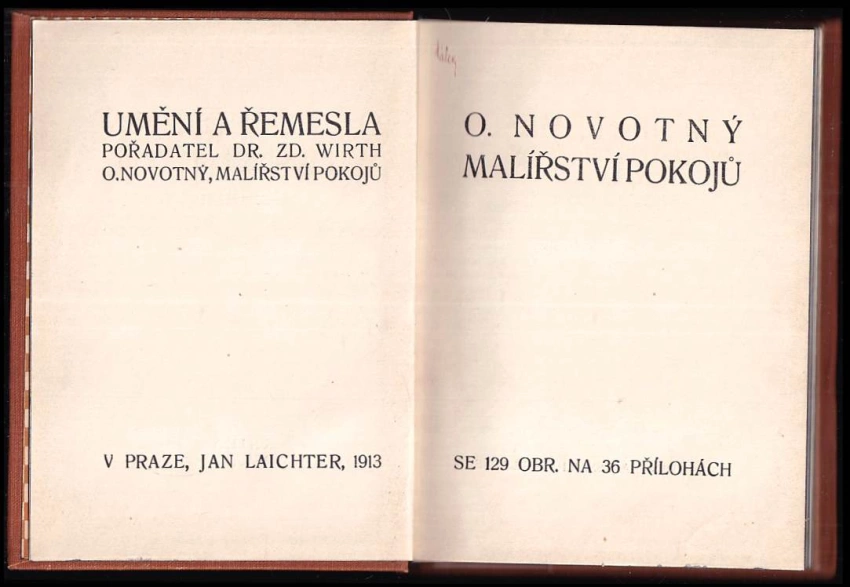 UMĚNÍ A ŘEMESLA
POŘADATEL DR. ZD. WIRTH
O. NOVOTNÝ, MALÍŘSTVÍ POKOJŮ
V PRAZE, JAN LAICHTER, 1913
O. NOVOTNÝ
MALÍŘSTVÍ POKOJŮ
SE 129 OBR. NA 36 PŘÍLOHÁCH